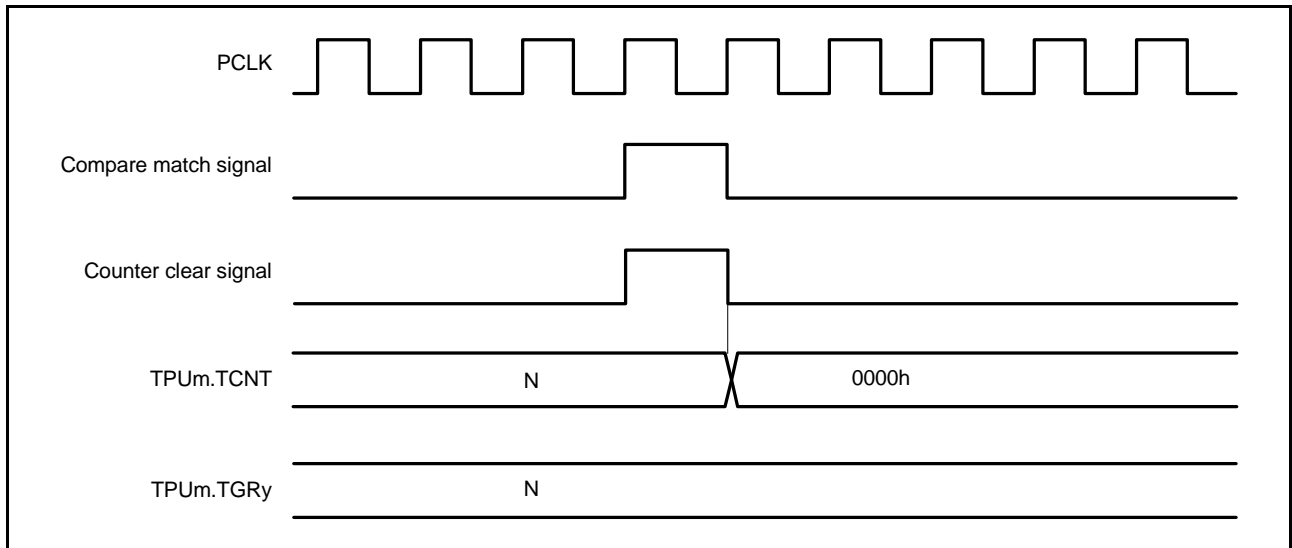 PCLK
Compare match signal
Counter clear signal
TPUm.TCNT N 0000h
TPUm.TGRy N